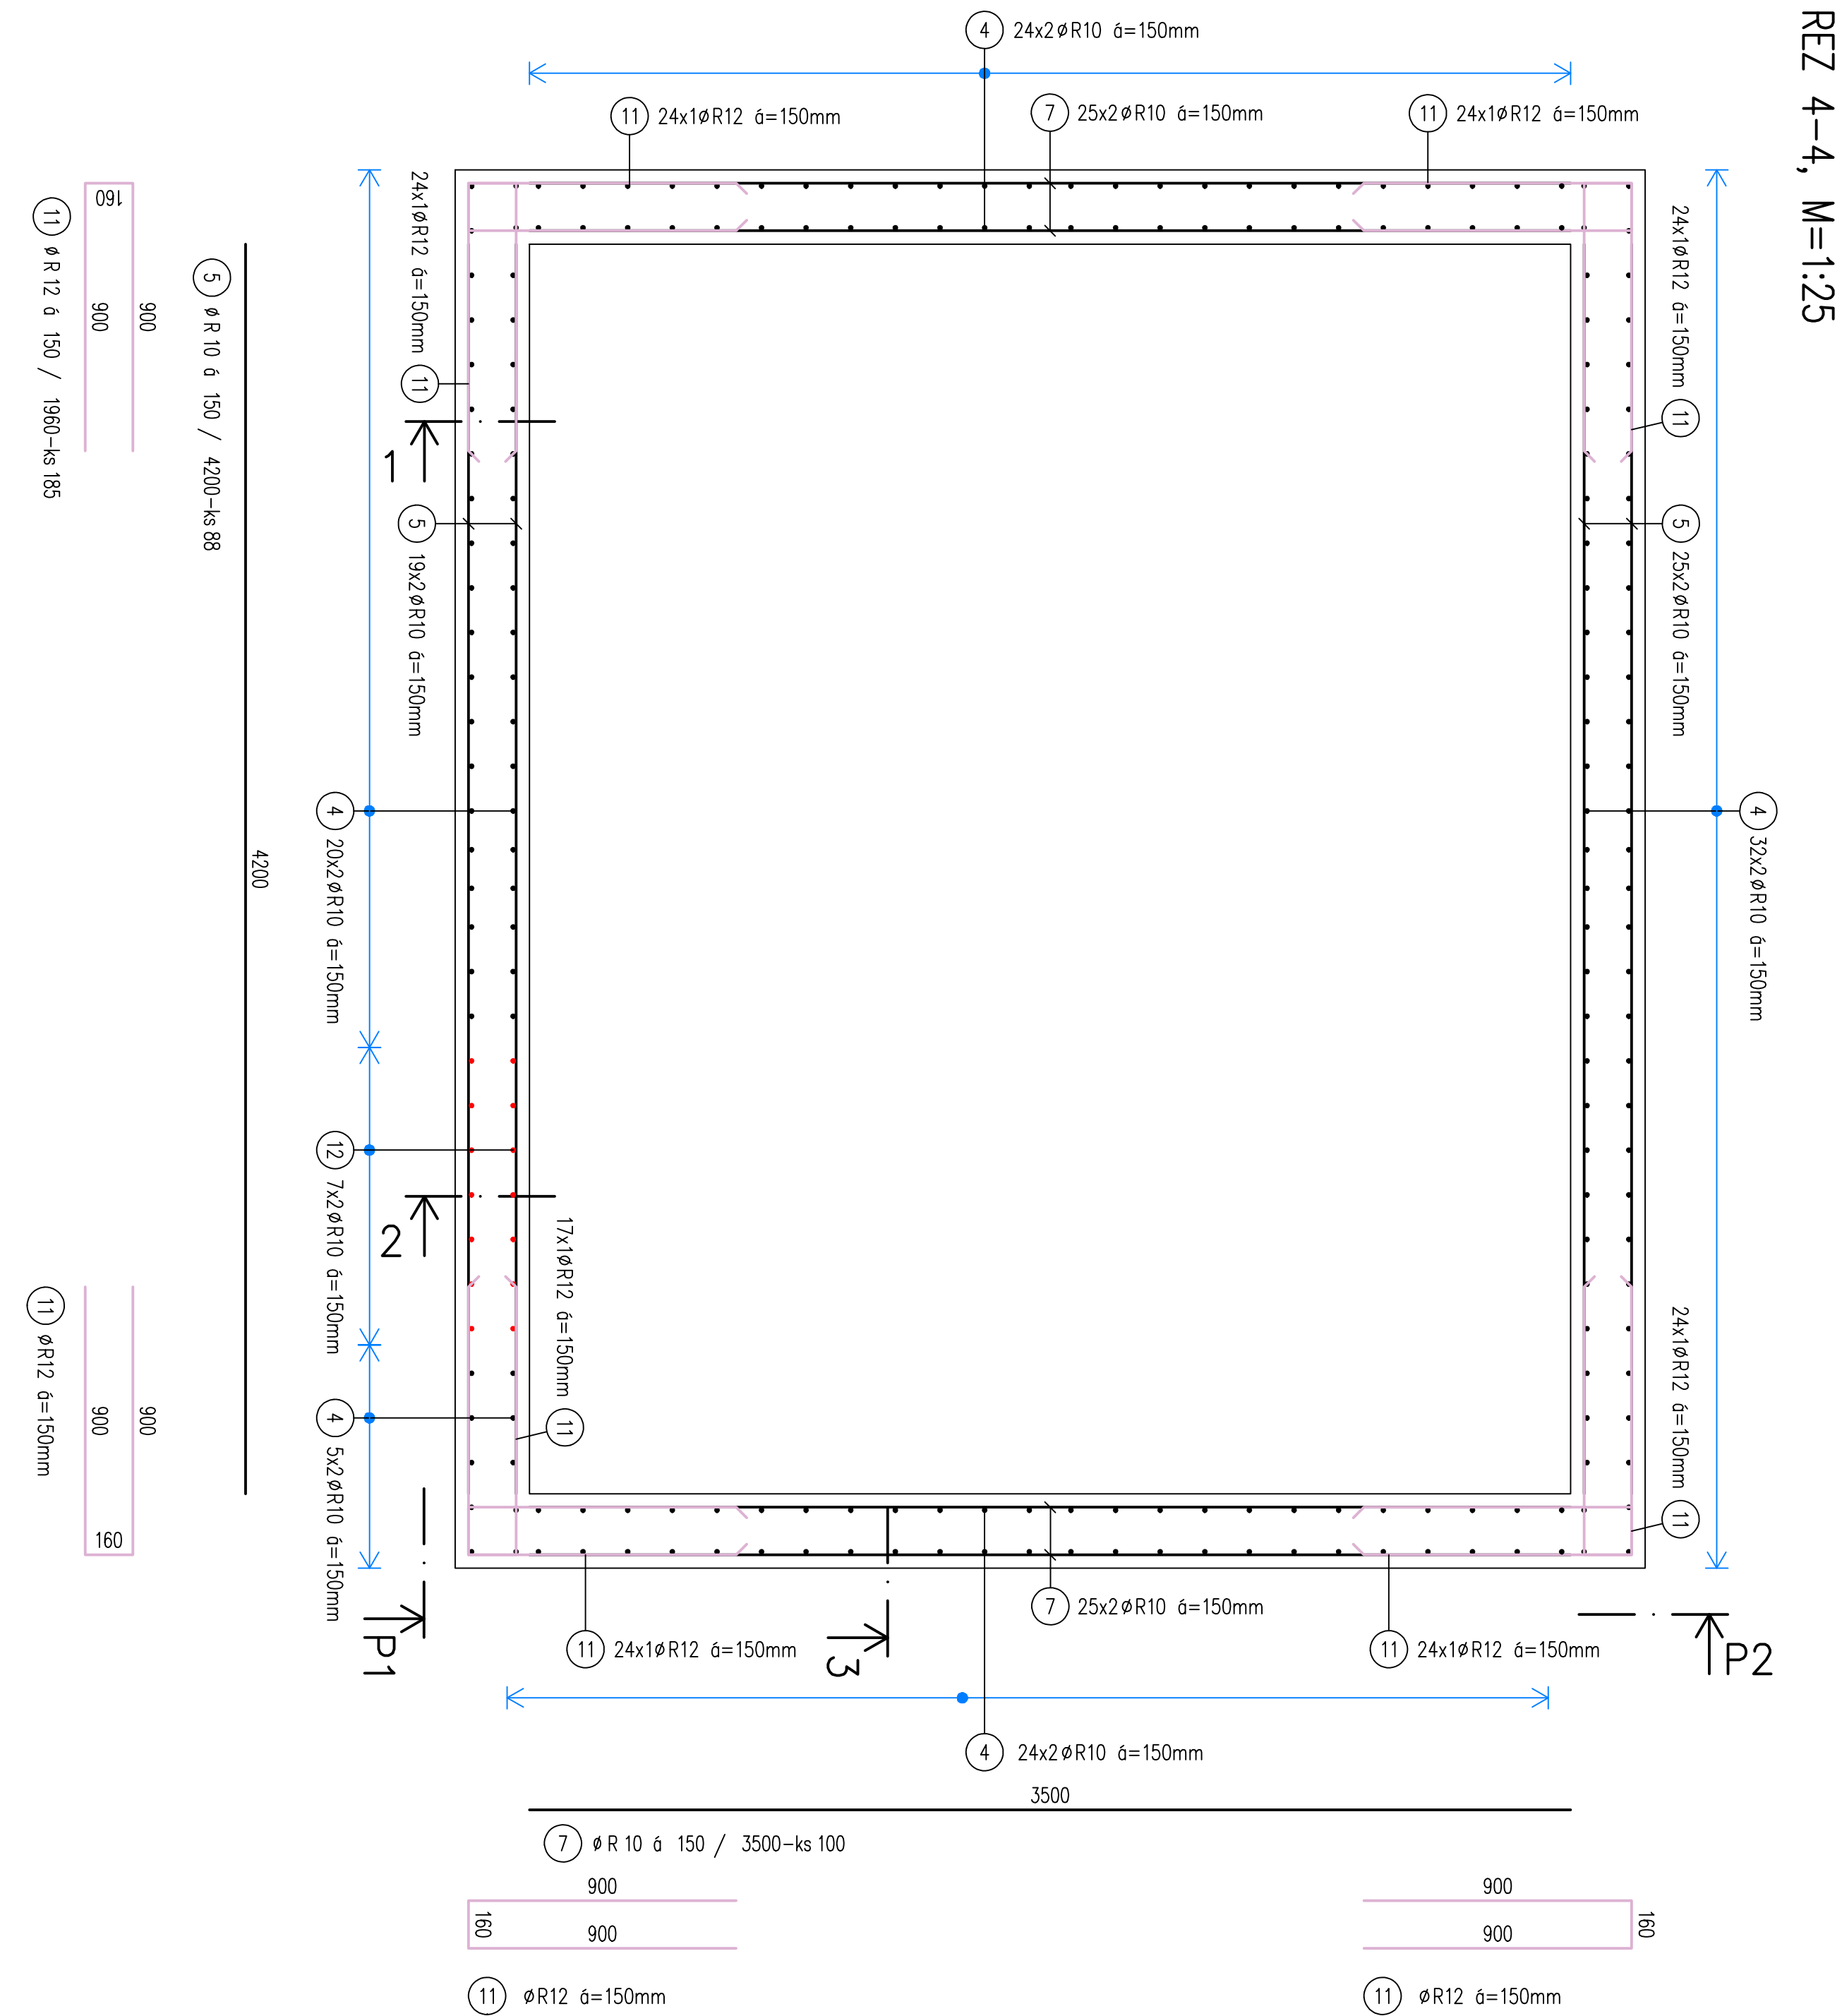 REZ 4-4, M=1:25
4 24x2øR10 á=150mm
11 24x1øR12 á=150mm
7 25x2øR10 á=150mm
11 24x1øR12 á=150mm
24x1øR12 á=150mm 11
24x1øR12 á=150mm 11
160
900
900
11 øR 12 á 150 / 1960-ks 185
5 øR 10 á 150 / 4200-ks 88
4200
1
5 19x2øR10 á=150mm
5 25x2øR10 á=150mm
4 20x2øR10 á=150mm
4 32x2øR10 á=150mm
12 7x2øR10 á=150mm
2
17x1øR12 á=150mm 11
24x1øR12 á=150mm 11
4 5x2øR10 á=150mm
900
900
160
11 øR12 á=150mm
P1
11 24x1øR12 á=150mm
3
7 25x2øR10 á=150mm
11 24x1øR12 á=150mm
P2
4 24x2øR10 á=150mm
3500
7 øR 10 á 150 / 3500-ks 100
900
160
900
11 øR12 á=150mm
900
160
900
11 øR12 á=150mm